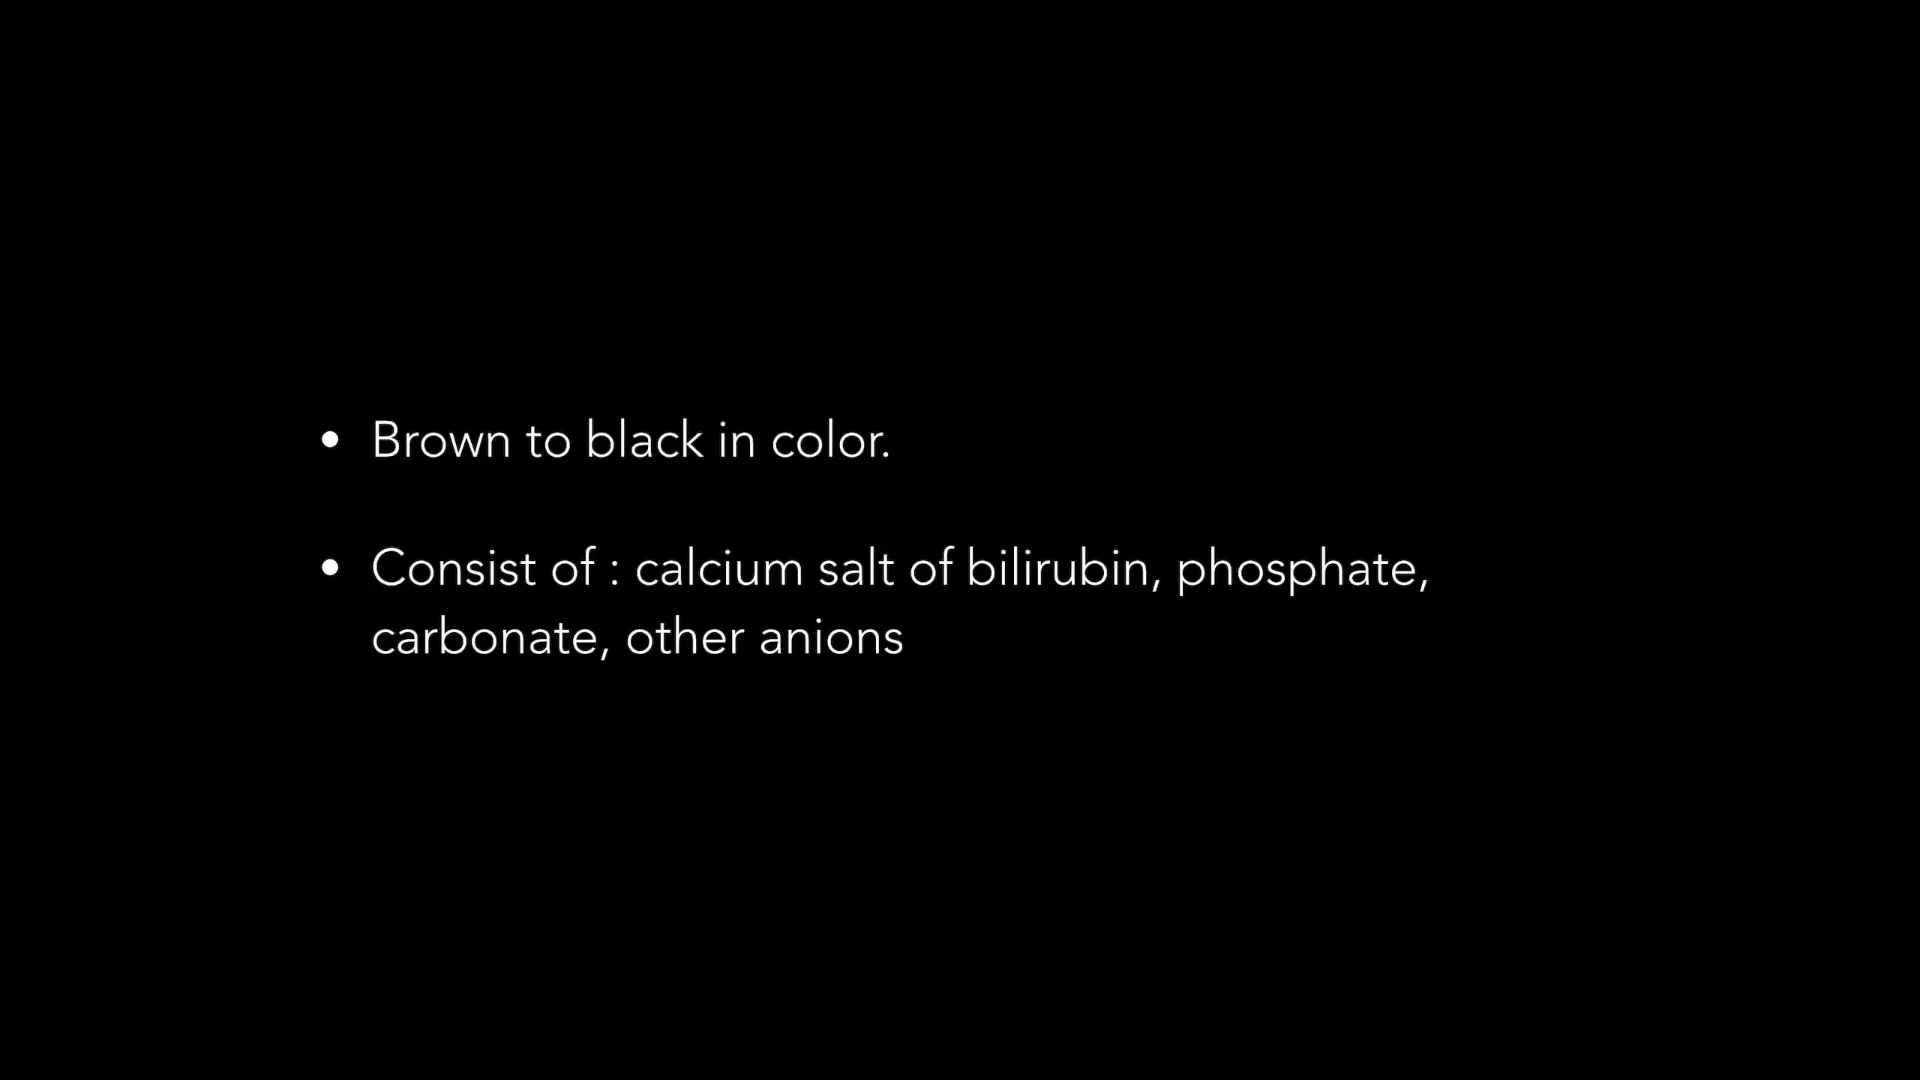 • Brown to black in color.
• Consist of : calcium salt of bilirubin, phosphate,
carbonate, other anions